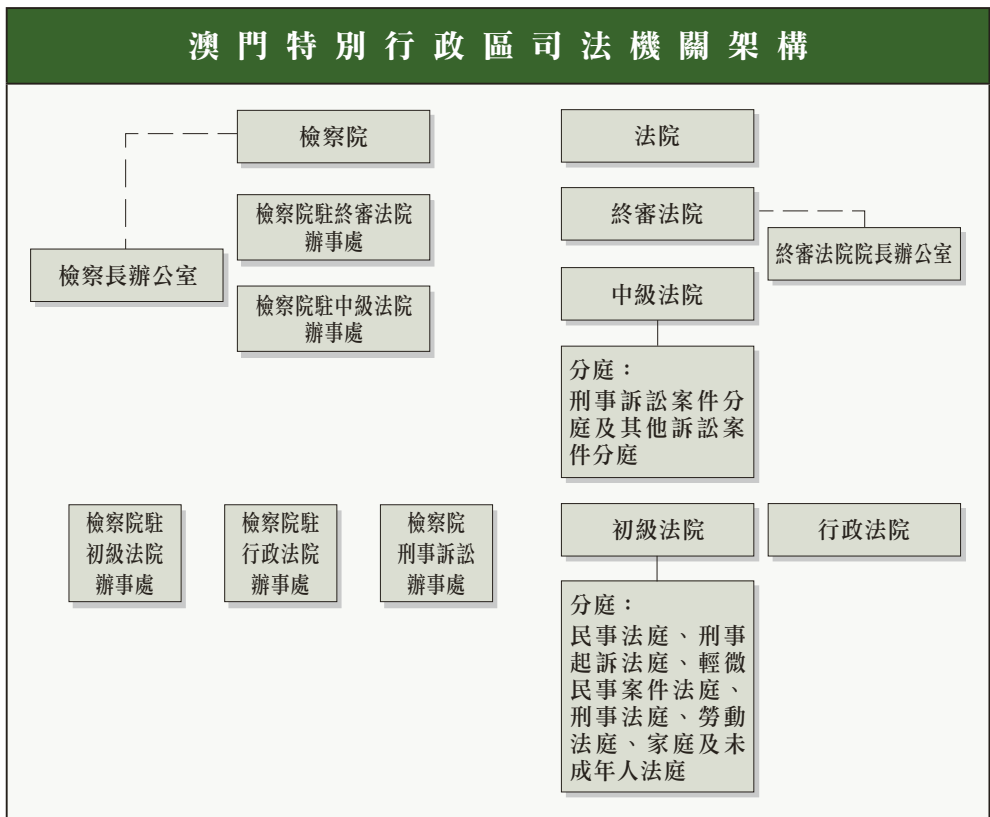 澳門特別行政區司法機關架構
檢察院
法院
檢察院駐終審法院
辦事處
終審法院
檢察長辦公室
終審法院院長辦公室
檢察院駐中級法院
辦事處
中級法院
分庭：
刑事訴訟案件分
庭及其他訴訟案
件分庭
檢察院駐
初級法院
辦事處
檢察院駐
行政法院
辦事處
檢察院
刑事訴訟
辦事處
初級法院
行政法院
分庭：
民事法庭、刑事
起訴法庭、輕微
民事案件法庭、
刑事法庭、勞動
法庭、家庭及未
成年人法庭